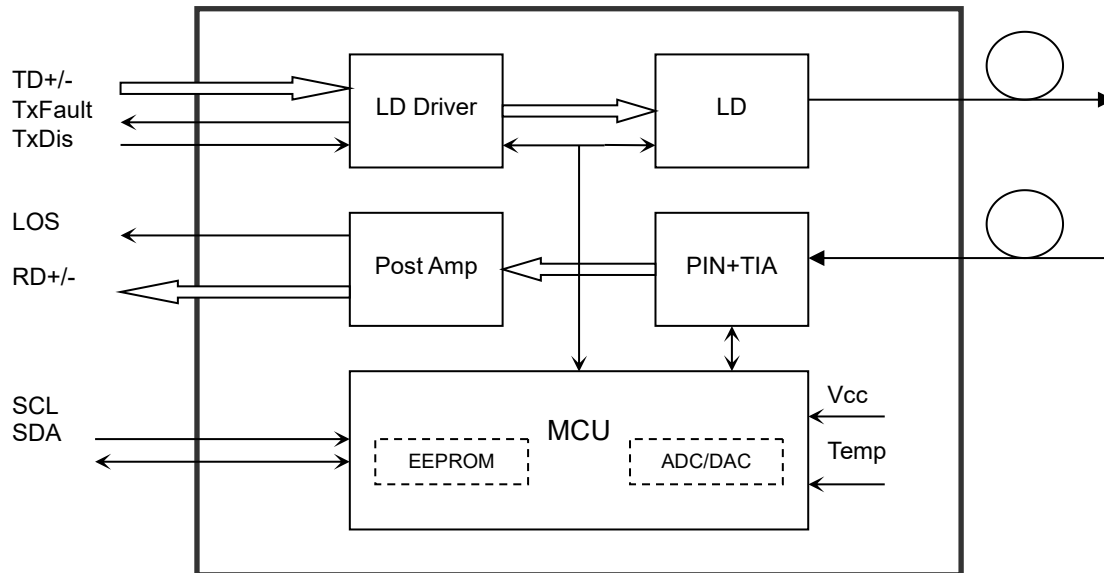 TD+/-
TxFault
TxDis
LD Driver
LD
LOS
RD+/-
Post Amp
PIN+TIA
SCL
SDA
MCU
EEPROM
ADC/DAC
Vcc
Temp